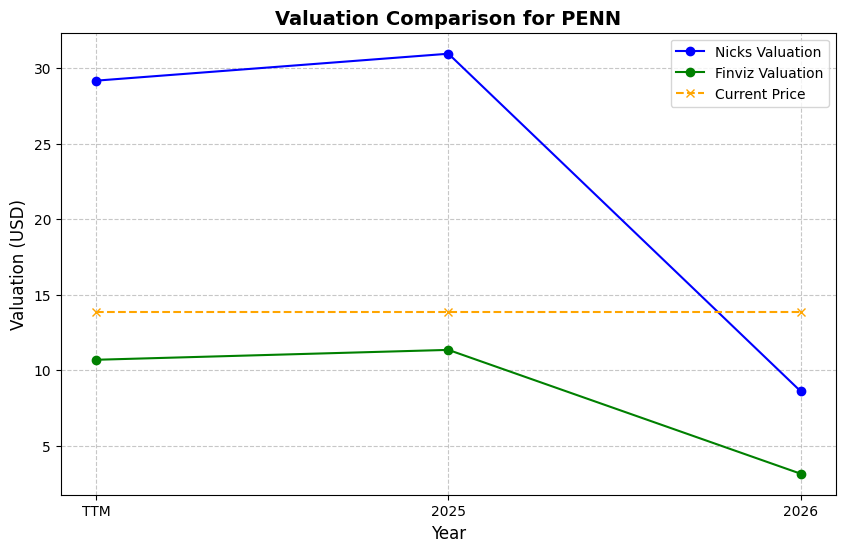 Valuation Comparison for PENN
Nicks Valuation
Finviz Valuation
Current Price
Valuation (USD)
30
25
20
15
10
5
TTM
2025
2026
Year